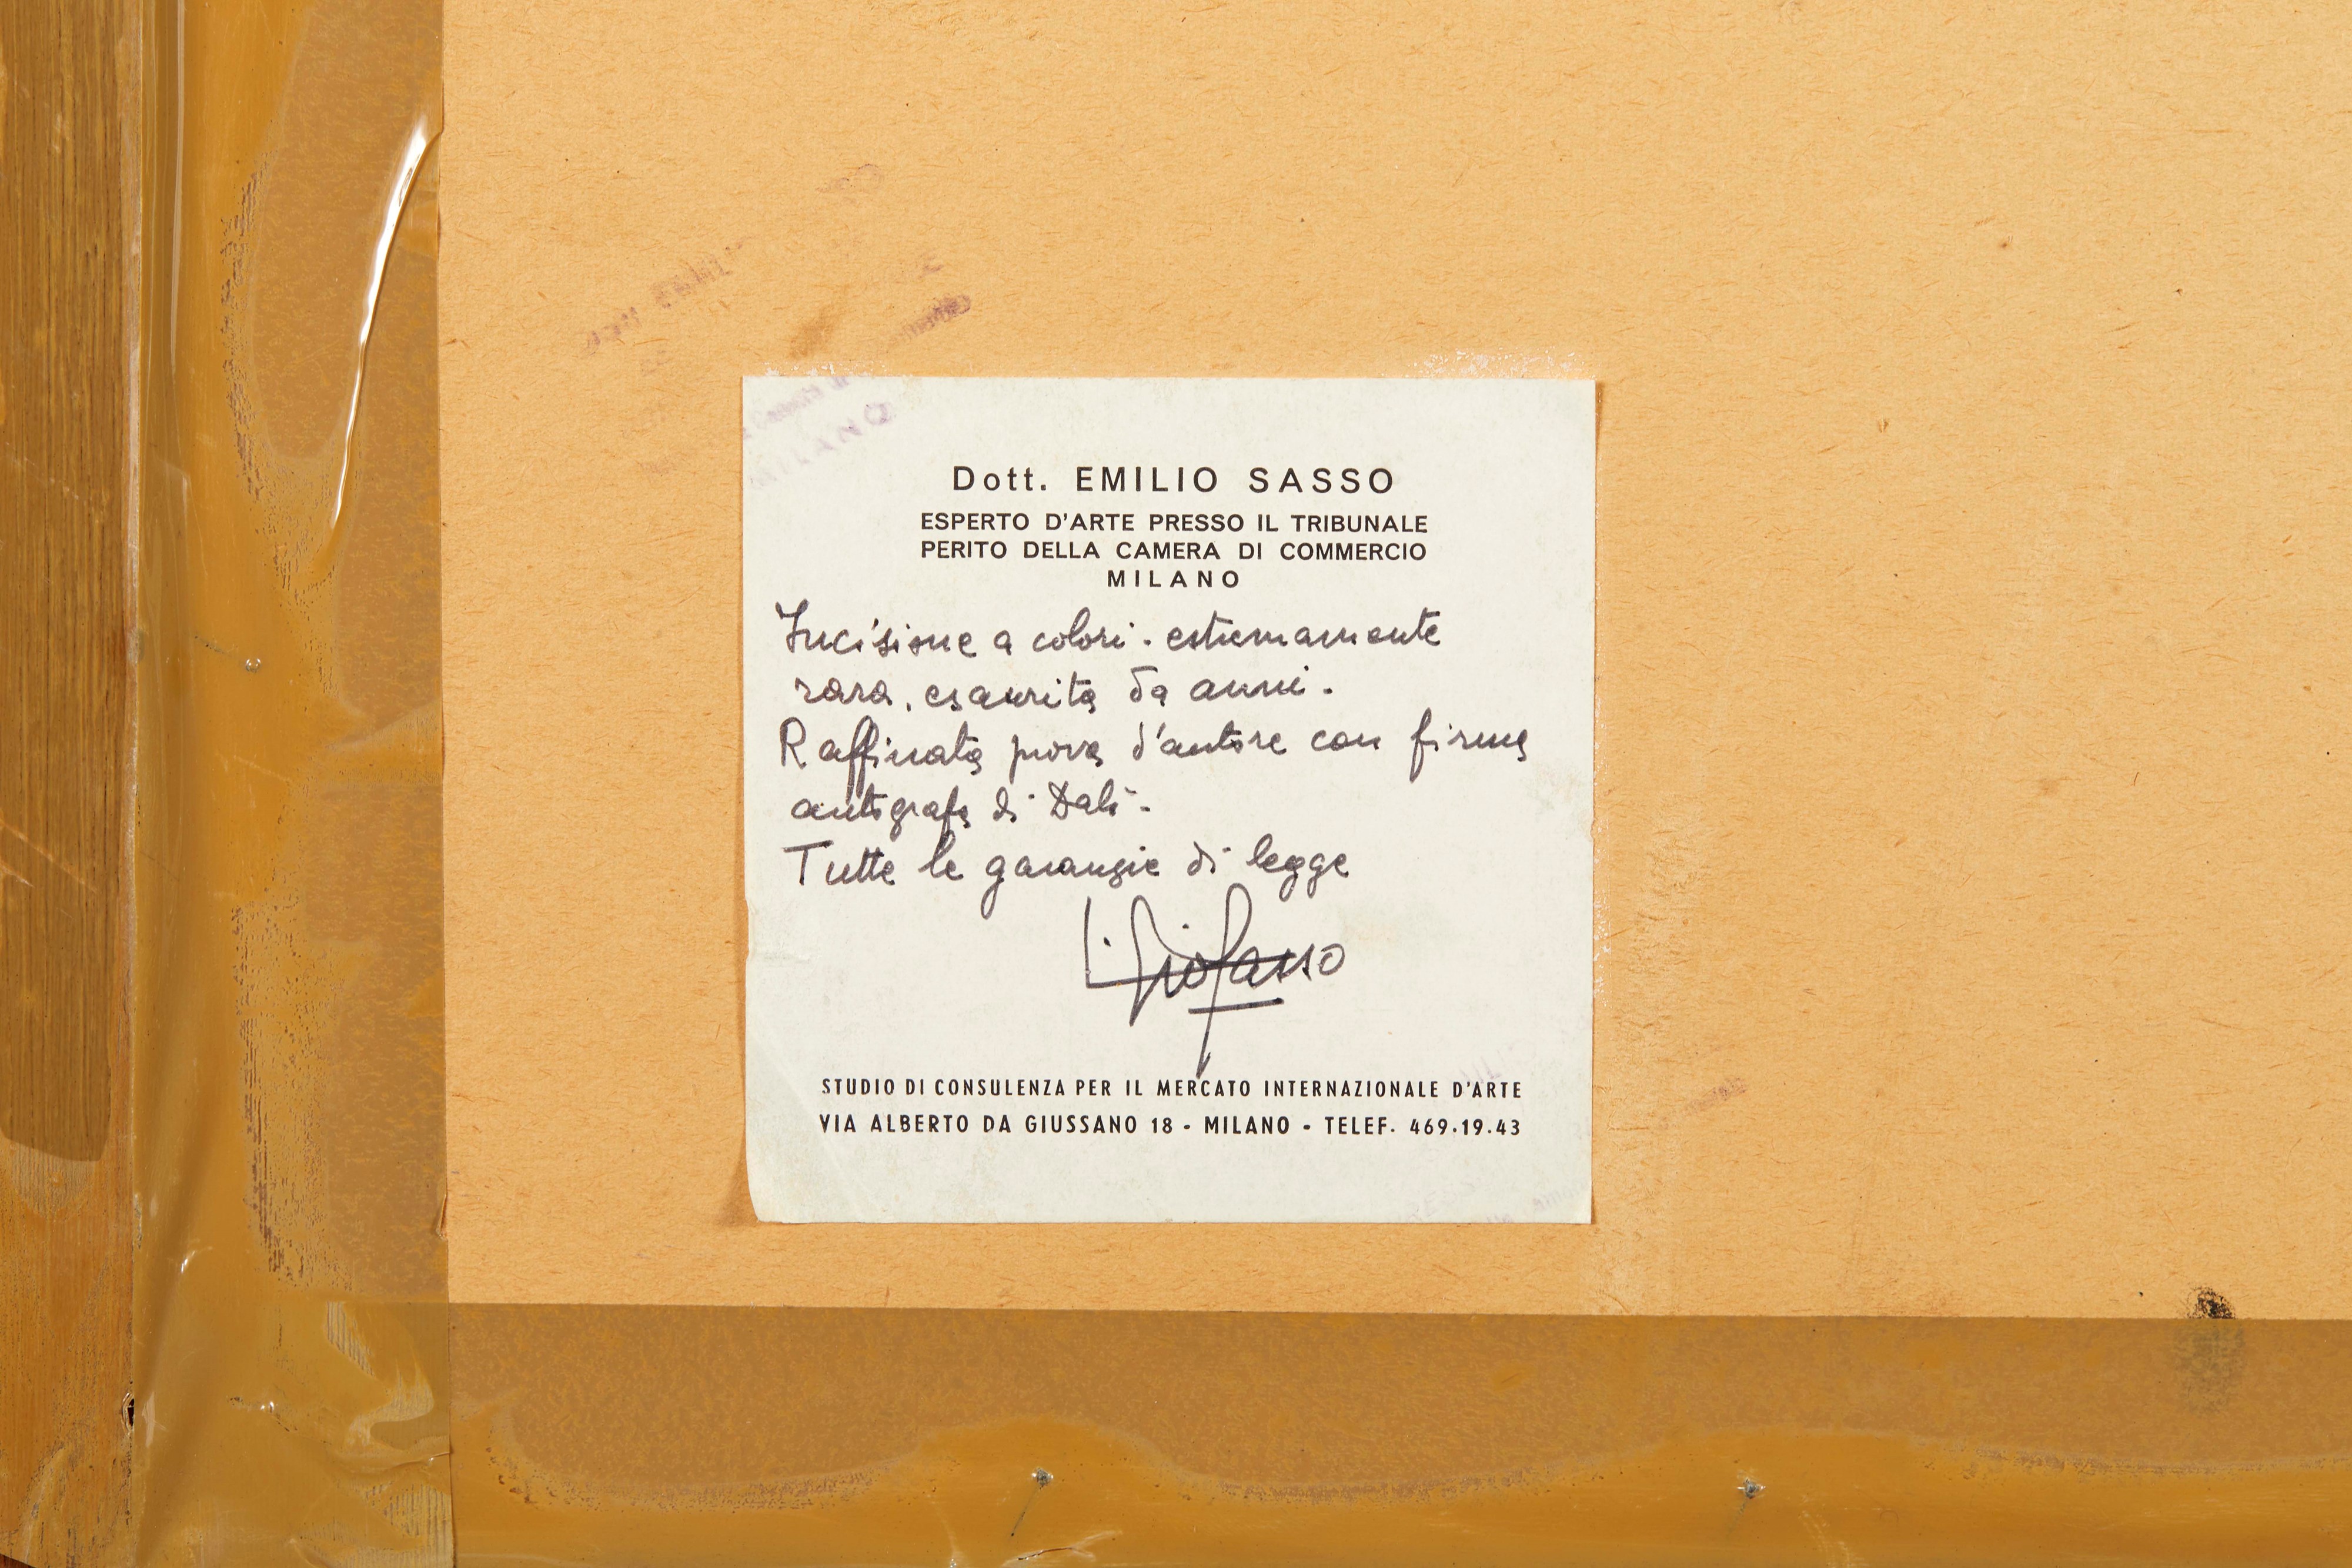 Dott. EMILIO SASSO
ESPERTO D'ARTE PRESSO IL TRIBUNALE
PERITO DELLA CAMERA DI COMMERCIO
MILANO
Incisione a colori. estremamente
rara, esaurita da anni.
Raffinata prova d'autore con firma
autografa di Dalì.
Tutte le garanzie di legge
STUDIO DI CONSULENZA PER IL MERCATO INTERNAZIONALE D'ARTE
VIA ALBERTO DA GIUSSANO 18 - MILANO - TELEF. 469.19.43